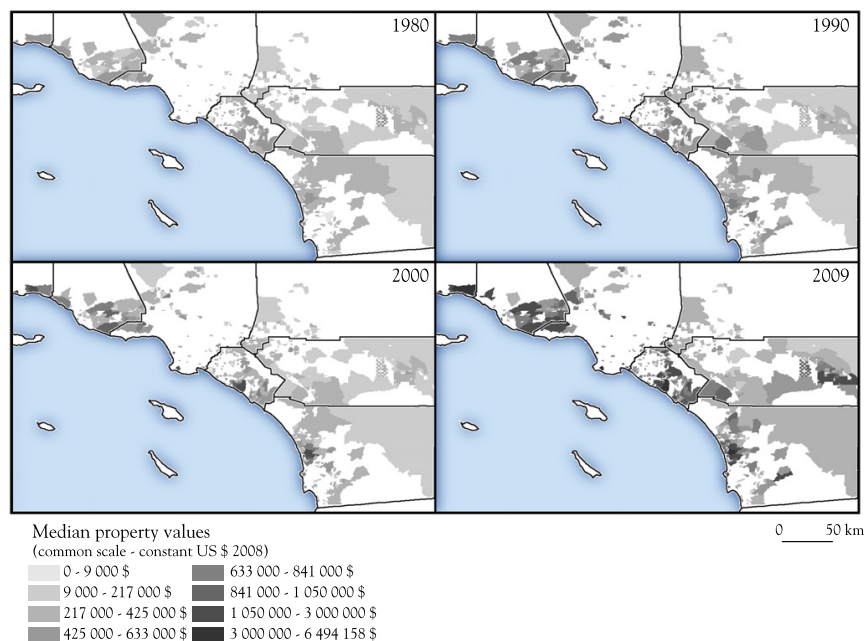 1980
1990
2000
2009
Median property values
(common scale - constant US $ 2008)
0 - 9 000 $
9 000 - 217 000 $
217 000 - 425 000 $
425 000 - 633 000 $
633 000 - 841 000 $
841 000 - 1 050 000 $
1 050 000 - 3 000 000 $
3 000 000 - 6 494 158 $
0 50 km